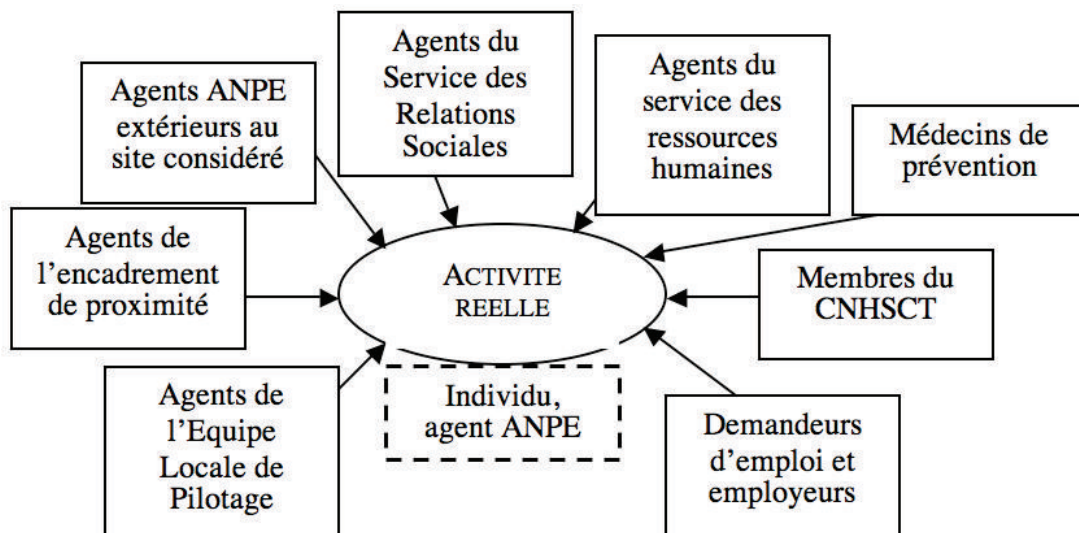 Agents ANPE
extérieurs au
site considéré
Agents du
Service des
Relations
Sociales
Agents du
service des
ressources
humaines
Médecins de
prévention
Agents de
l’encadrement
de proximité
ACTIVITE
REELLE
Membres du
CNHSCT
Agents de
l’Equipe
Locale de
Pilotage
Individu,
agent ANPE
Demandeurs
d’emploi et
employeurs